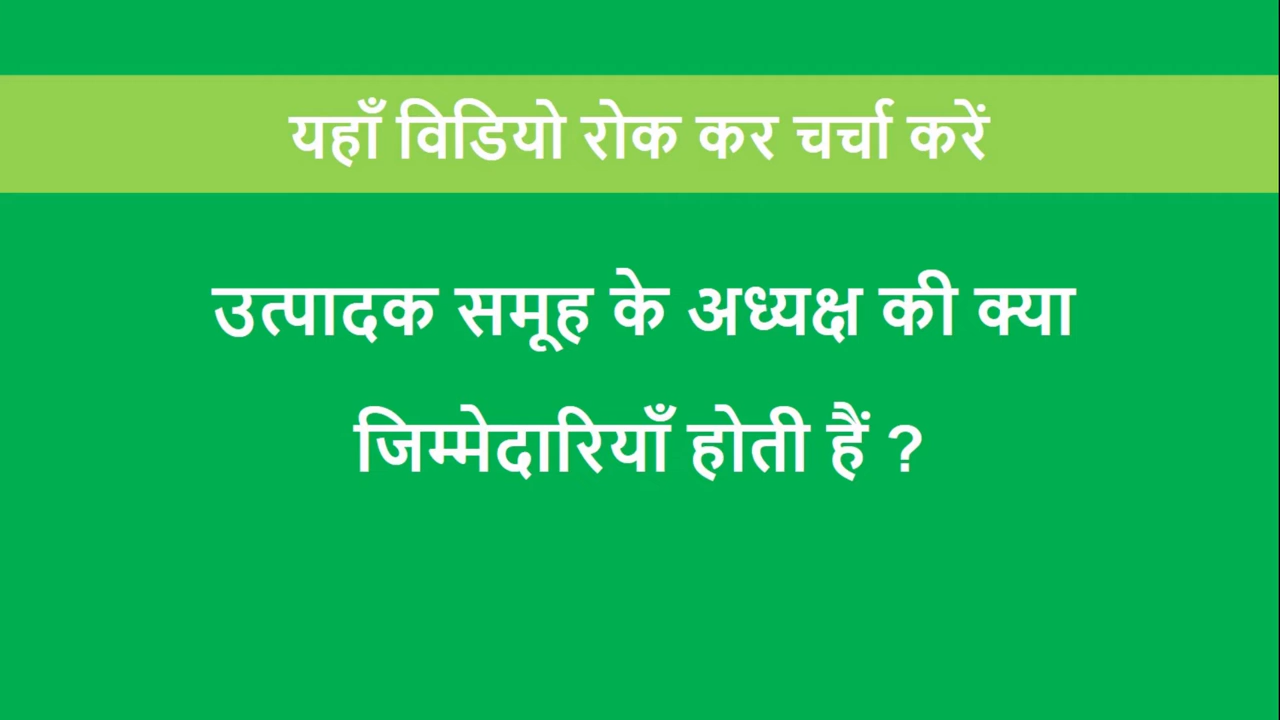 यहाँ विडियो रोक कर चर्चा करें
उत्पादक समूह के अध्यक्ष की क्या
जिम्मेदारियाँ होती हैं ?